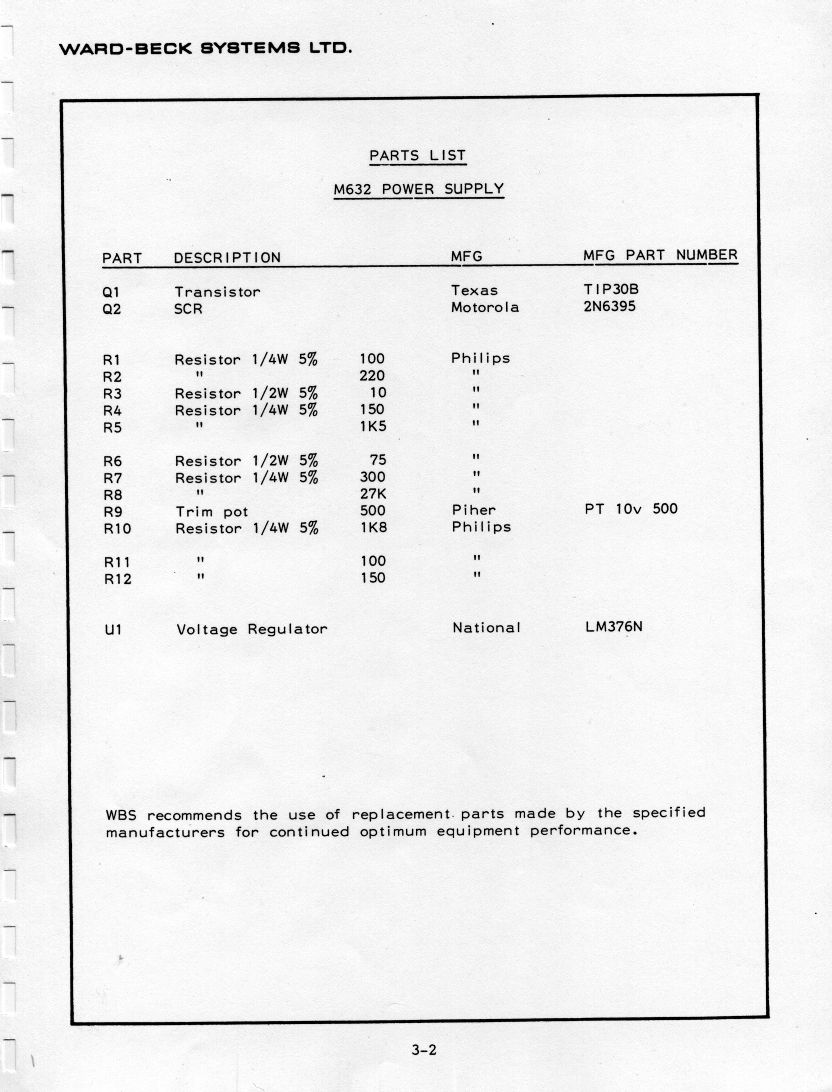 WARD-BECK SYSTEMS LTD.
PARTS LIST
M632 POWER SUPPLY
PART DESCRIPTION MFG MFG PART NUMBER
Q1 Transistor Texas TIP30B
Q2 SCR Motorola 2N6395
R1 Resistor 1/4W 5% 100 Philips
R2 " 220 "
R3 Resistor 1/2W 5% 10 "
R4 Resistor 1/4W 5% 150 "
R5 " 1K5 "
R6 Resistor 1/2W 5% 75 "
R7 Resistor 1/4W 5% 300 "
R8 " 27K "
R9 Trim pot 500 Piher PT 10v 500
R10 Resistor 1/4W 5% 1K8 Philips
R11 " 100 "
R12 " 150 "
U1 Voltage Regulator National LM376N
WBS recommends the use of replacement parts made by the specified
manufacturers for continued optimum equipment performance.
3-2